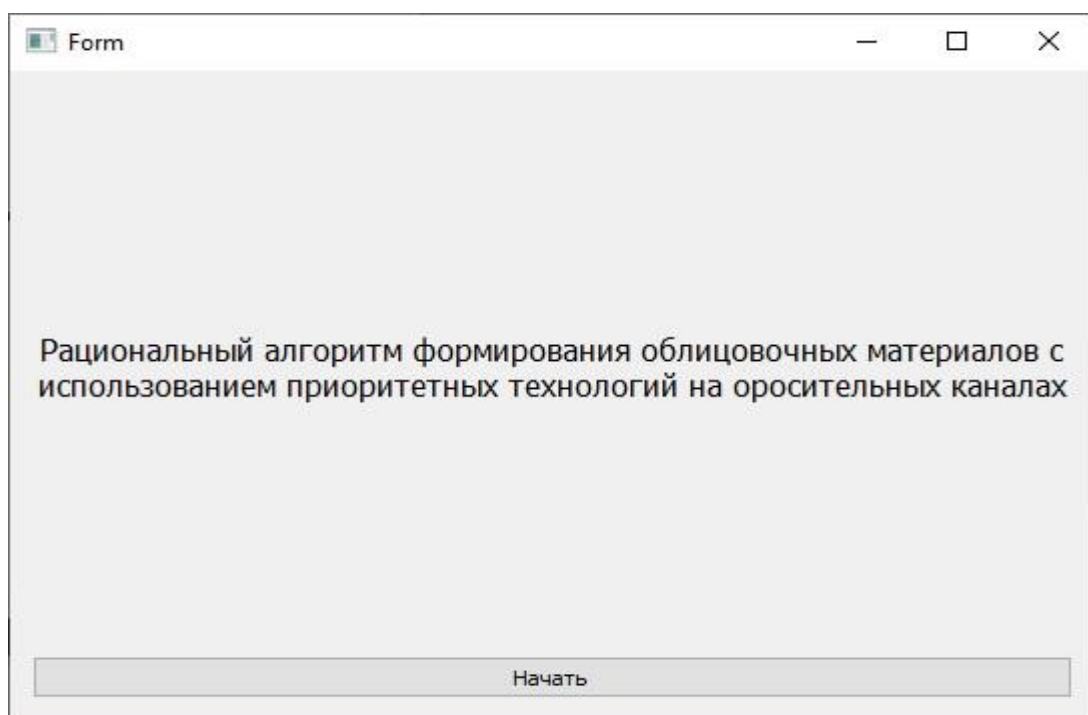 Form
Рациональный алгоритм формирования облицовочных материалов с
использованием приоритетных технологий на оросительных каналах
Начать